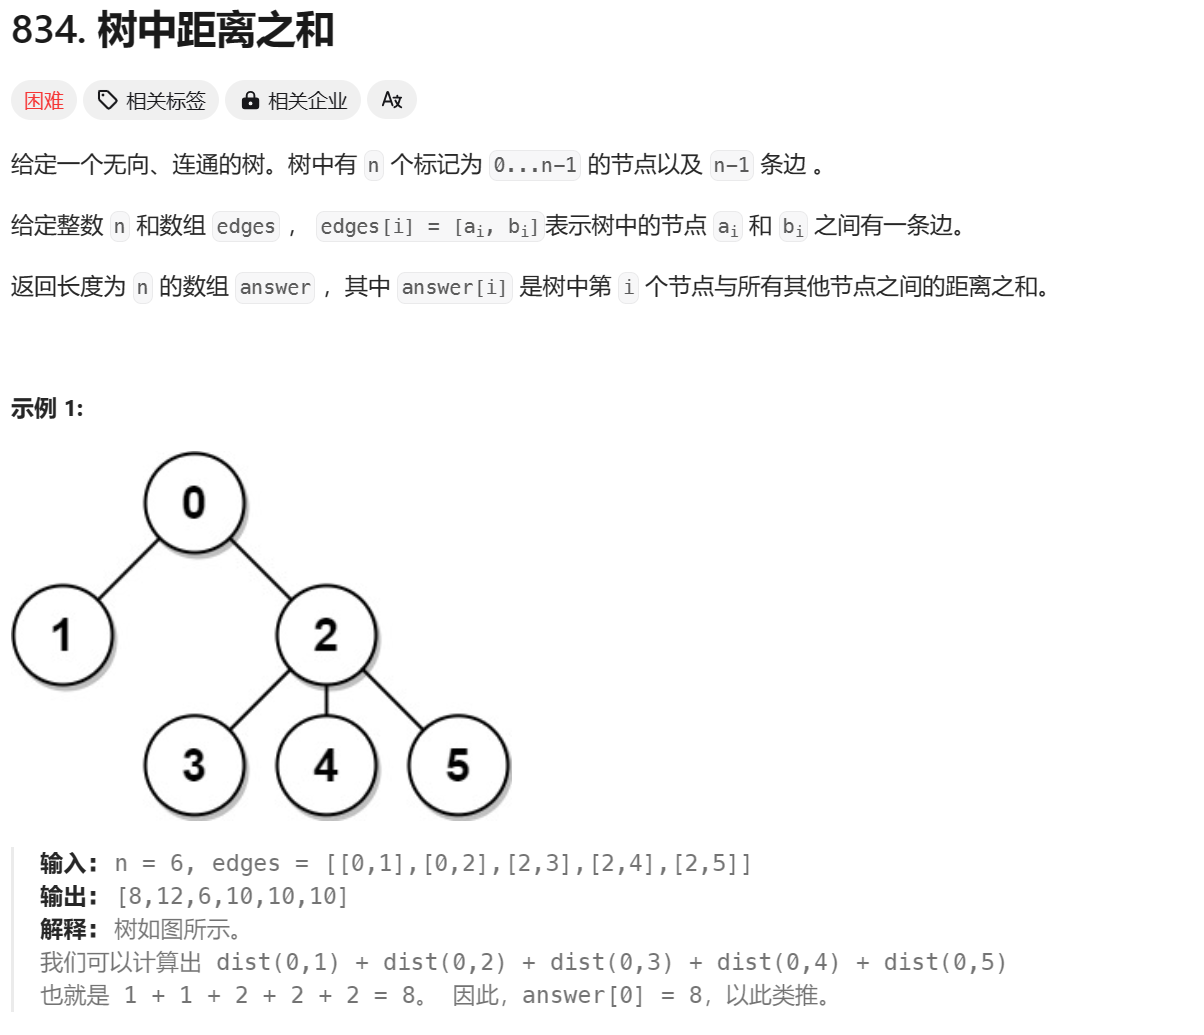 834. 树中距离之和
困难 相关标签 相关企业 A文
给定一个无向、连通的树。树中有 n 个标记为 0...n-1 的节点以及 n-1 条边 。
给定整数 n 和数组 edges ， edges[i] = [ai, bi]表示树中的节点 ai 和 bi 之间有一条边。
返回长度为 n 的数组 answer ，其中 answer[i] 是树中第 i 个节点与所有其他节点之间的距离之和。
示例 1:
0
1 2
3 4 5
输入: n = 6, edges = [[0,1],[0,2],[2,3],[2,4],[2,5]]
输出: [8,12,6,10,10,10]
解释: 树如图所示。
我们可以计算出 dist(0,1) + dist(0,2) + dist(0,3) + dist(0,4) + dist(0,5)
也就是 1 + 1 + 2 + 2 + 2 = 8。 因此，answer[0] = 8，以此类推。